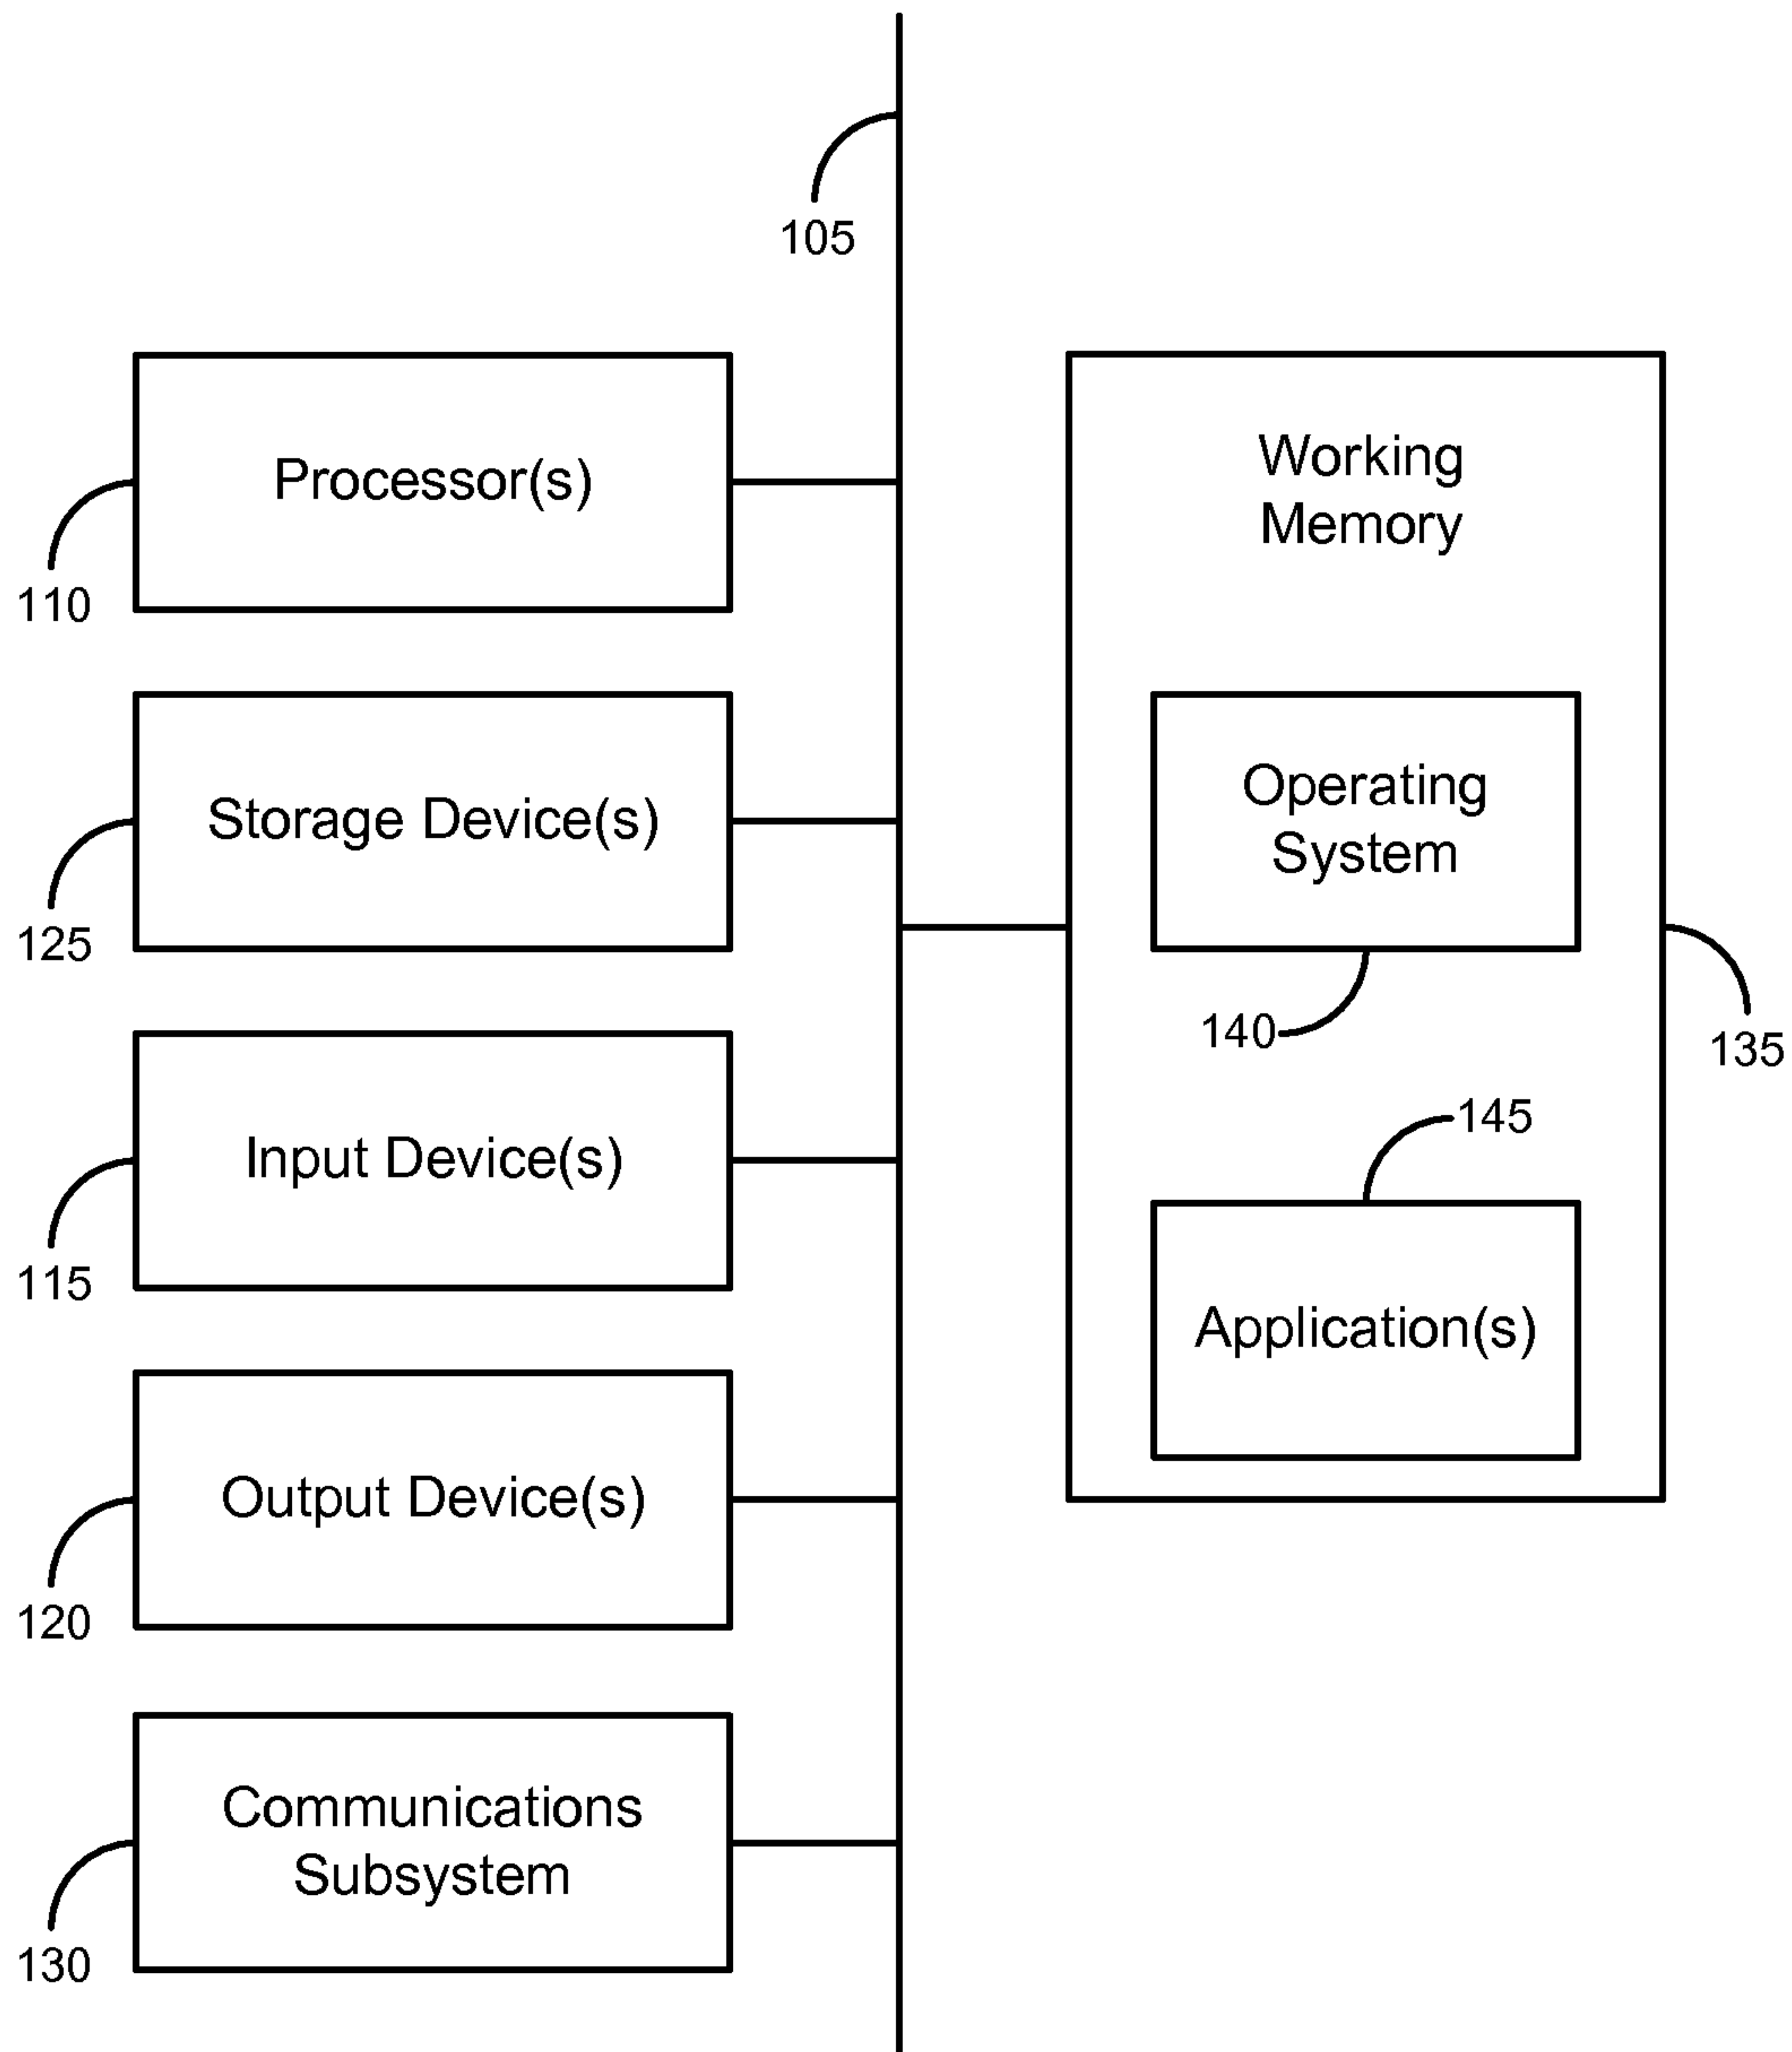 105
Processor(s)
110
Storage Device(s)
125
Input Device(s)
115
Output Device(s)
120
Communications
Subsystem
130
Working
Memory
Operating
System
140
135
145
Application(s)